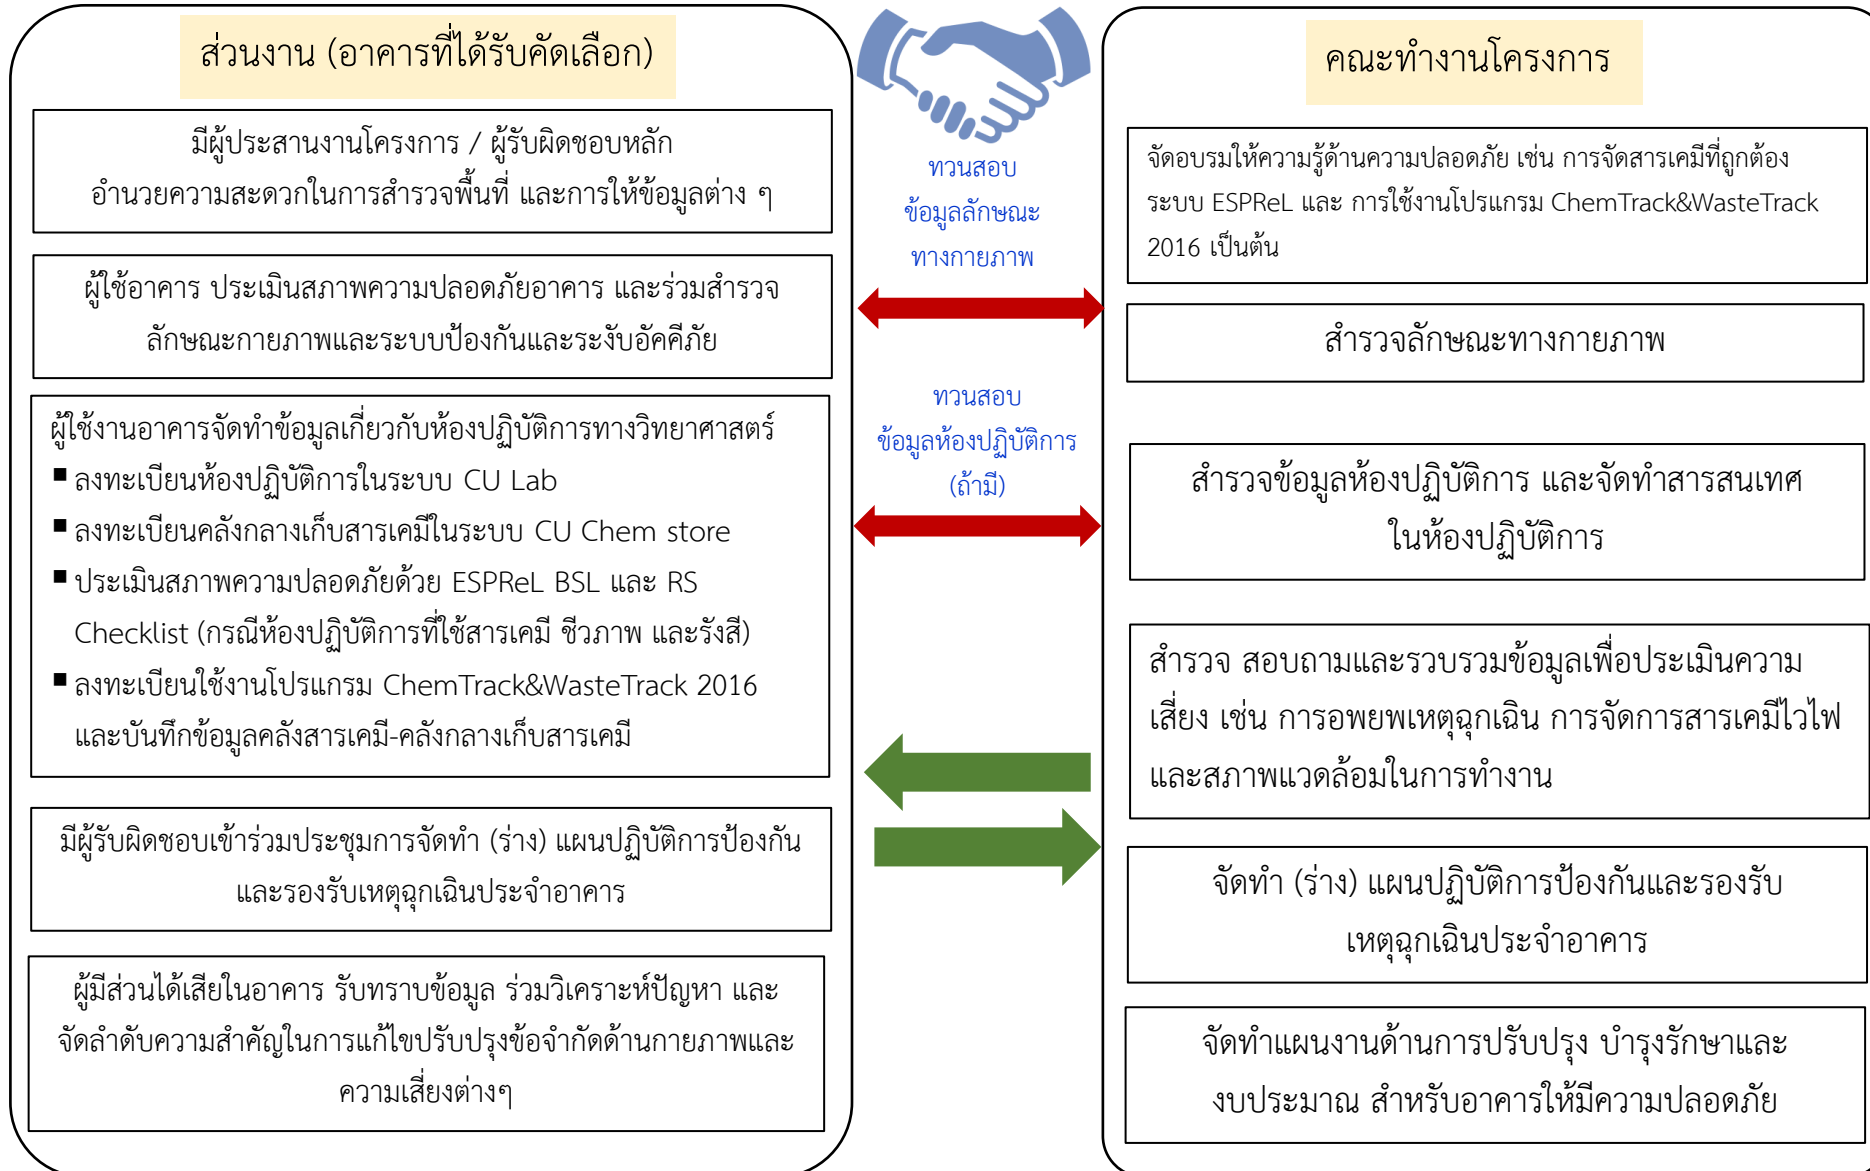 ส่วนงาน (อาคารที่ได้รับคัดเลือก)
มีผู้ประสานงานโครงการ / ผู้รับผิดชอบหลัก
อำนวยความสะดวกในการสำรวจพื้นที่ และการให้ข้อมูลต่าง ๆ
ผู้ใช้อาคาร ประเมินสภาพความปลอดภัยอาคาร และร่วมสำรวจ
ลักษณะกายภาพและระบบป้องกันและระงับอัคคีภัย
ผู้ใช้งานอาคารจัดทำข้อมูลเกี่ยวกับห้องปฏิบัติการทางวิทยาศาสตร์
▪ ลงทะเบียนห้องปฏิบัติการในระบบ CU Lab
▪ ลงทะเบียนคลังกลางเก็บสารเคมีในระบบ CU Chem store
▪ ประเมินสภาพความปลอดภัยด้วย ESPReL BSL และ RS
Checklist (กรณีห้องปฏิบัติการที่ใช้สารเคมี ชีวภาพ และรังสี)
▪ ลงทะเบียนใช้งานโปรแกรม ChemTrack&WasteTrack 2016
และบันทึกข้อมูลคลังสารเคมี-คลังกลางเก็บสารเคมี
มีผู้รับผิดชอบเข้าร่วมประชุมการจัดทำ (ร่าง) แผนปฏิบัติการป้องกัน
และรองรับเหตุฉุกเฉินประจำอาคาร
ผู้มีส่วนได้เสียในอาคาร รับทราบข้อมูล ร่วมวิเคราะห์ปัญหา และ
จัดลำดับความสำคัญในการแก้ไขปรับปรุงข้อจำกัดด้านกายภาพและ
ความเสี่ยงต่างๆ
ทวนสอบ
ข้อมูลลักษณะ
ทางกายภาพ
ทวนสอบ
ข้อมูลห้องปฏิบัติการ
(ถ้ามี)
คณะทำงานโครงการ
จัดอบรมให้ความรู้ด้านความปลอดภัย เช่น การจัดสารเคมีที่ถูกต้อง
ระบบ ESPReL และ การใช้งานโปรแกรม ChemTrack&WasteTrack
2016 เป็นต้น
สำรวจลักษณะทางกายภาพ
สำรวจข้อมูลห้องปฏิบัติการ และจัดทำสารสนเทศ
ในห้องปฏิบัติการ
สำรวจ สอบถามและรวบรวมข้อมูลเพื่อประเมินความ
เสี่ยง เช่น การอพยพเหตุฉุกเฉิน การจัดการสารเคมีไวไฟ
และสภาพแวดล้อมในการทำงาน
จัดทำ (ร่าง) แผนปฏิบัติการป้องกันและรองรับ
เหตุฉุกเฉินประจำอาคาร
จัดทำแผนงานด้านการปรับปรุง บำรุงรักษาและ
งบประมาณ สำหรับอาคารให้มีความปลอดภัย